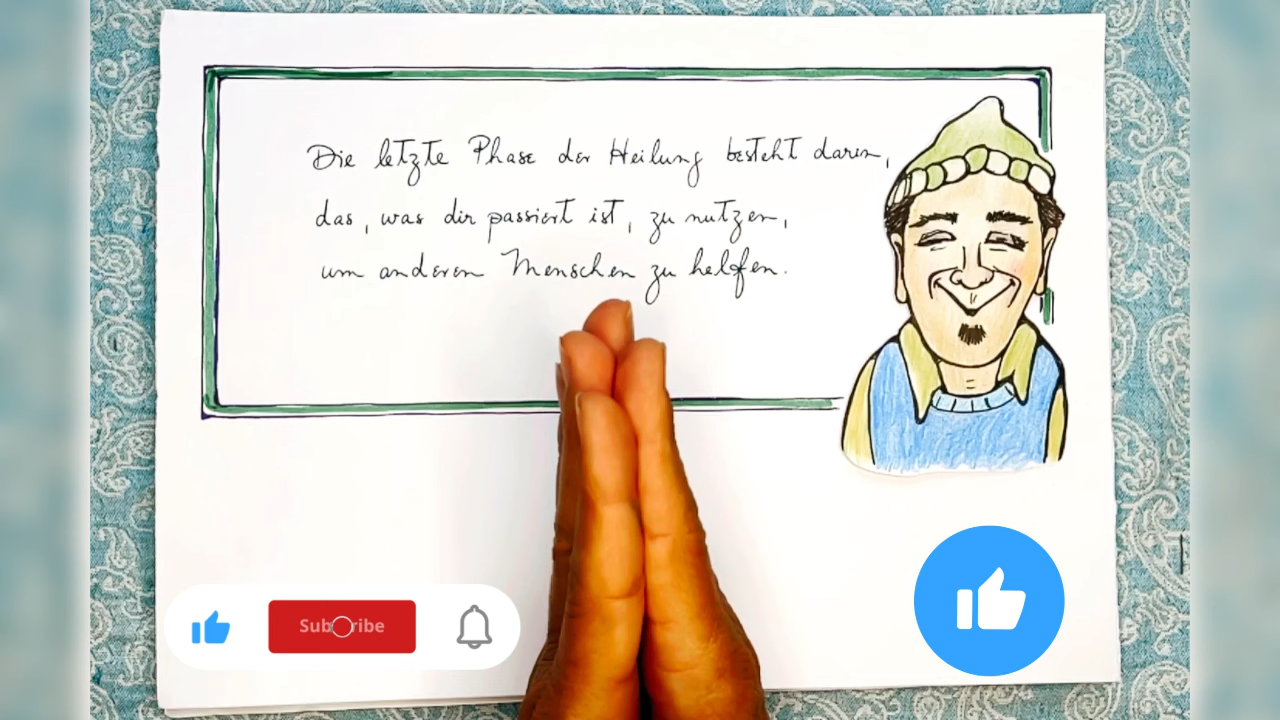 Die letzte Phase der Heilung besteht darin,
das, was dir passiert ist, zu nutzen,
um anderen Menschen zu helfen.
Subscribe